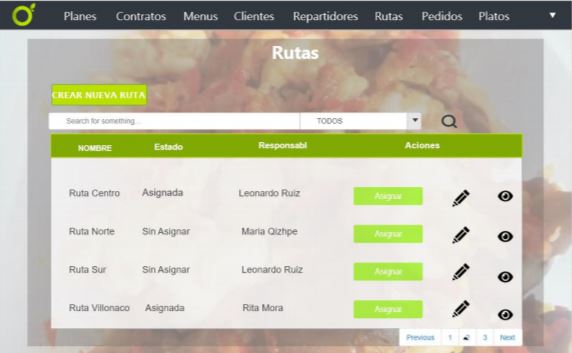 Planes Contratos Menus Clientes Repartidores Rutas Pedidos Platos
Rutas
CREAR NUEVA RUTA
Search for something... TODOS
NOMBRE Estado Responsabl Aciones
Ruta Centro Asignada Leonardo Ruiz Asignar
Ruta Norte Sin Asignar Maria Qizhpe Asignar
Ruta Sur Sin Asignar Leonardo Ruiz Asignar
Ruta Villonaco Asignada Rita Mora Asignar
Previous 1 2 3 Next